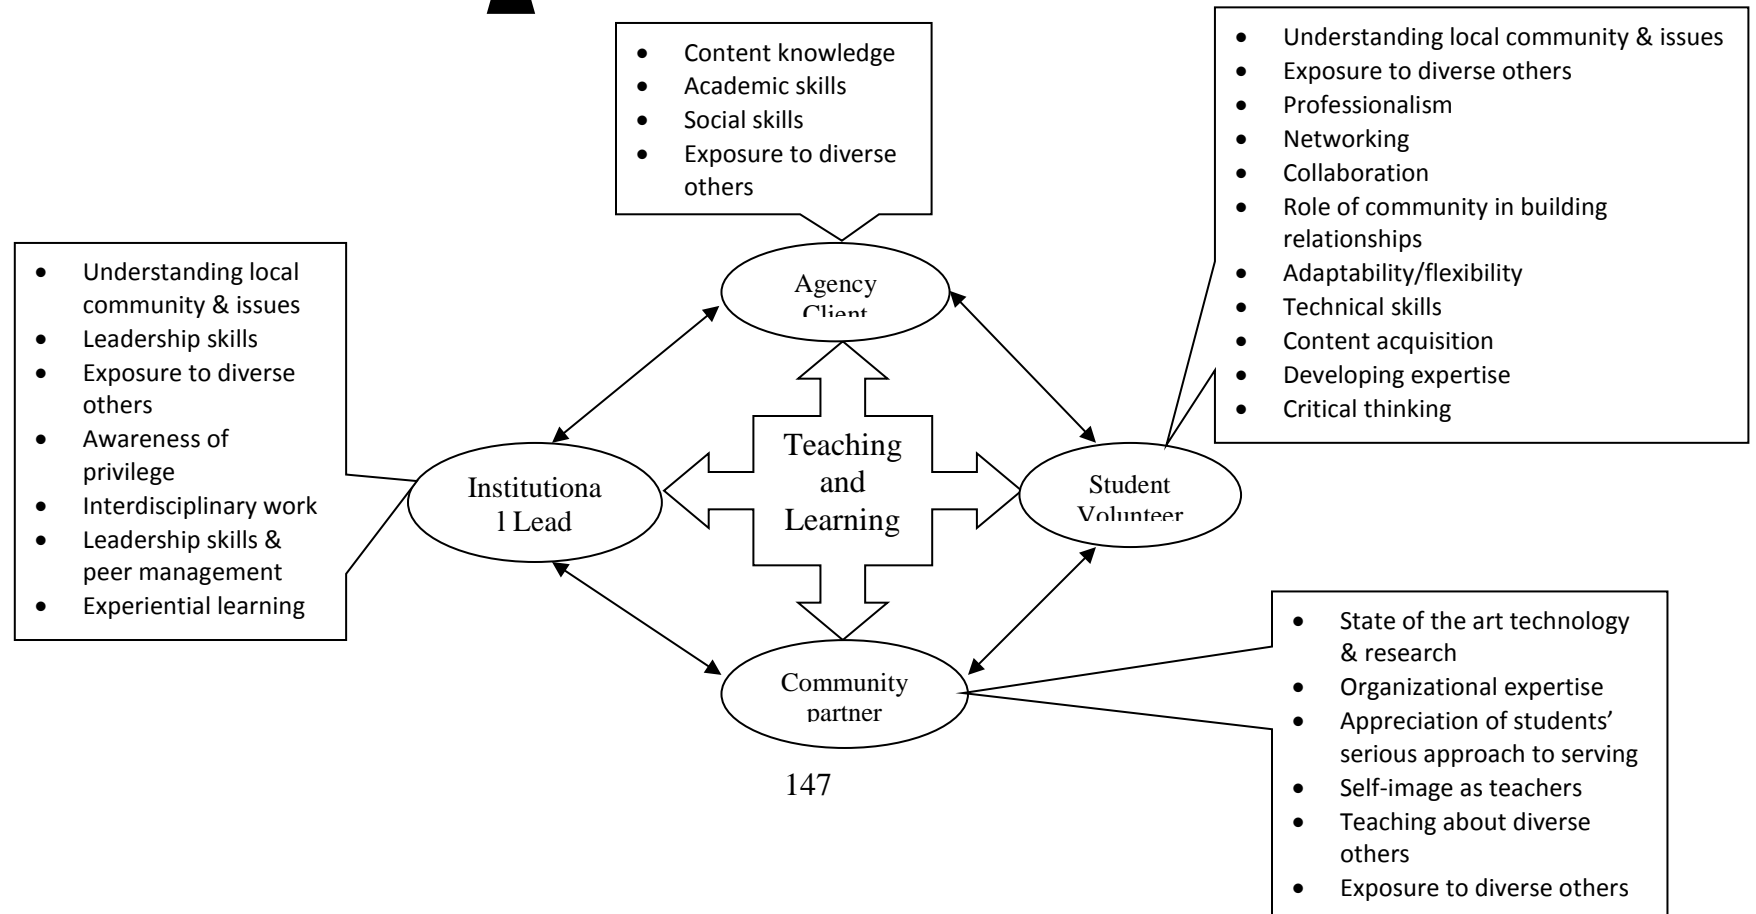 • Content knowledge
• Academic skills
• Social skills
• Exposure to diverse
others
• Understanding local community & issues
• Exposure to diverse others
• Professionalism
• Networking
• Collaboration
• Role of community in building
relationships
• Adaptability/flexibility
• Technical skills
• Content acquisition
• Developing expertise
• Critical thinking
• Understanding local
community & issues
• Leadership skills
• Exposure to diverse
others
• Awareness of
privilege
• Interdisciplinary work
• Leadership skills &
peer management
• Experiential learning
Agency
Client
Institutiona
l Lead
Teaching
and
Learning
Student
Volunteer
Community
partner
• State of the art technology
& research
• Organizational expertise
• Appreciation of students’
serious approach to serving
• Self-image as teachers
• Teaching about diverse
others
• Exposure to diverse others
147